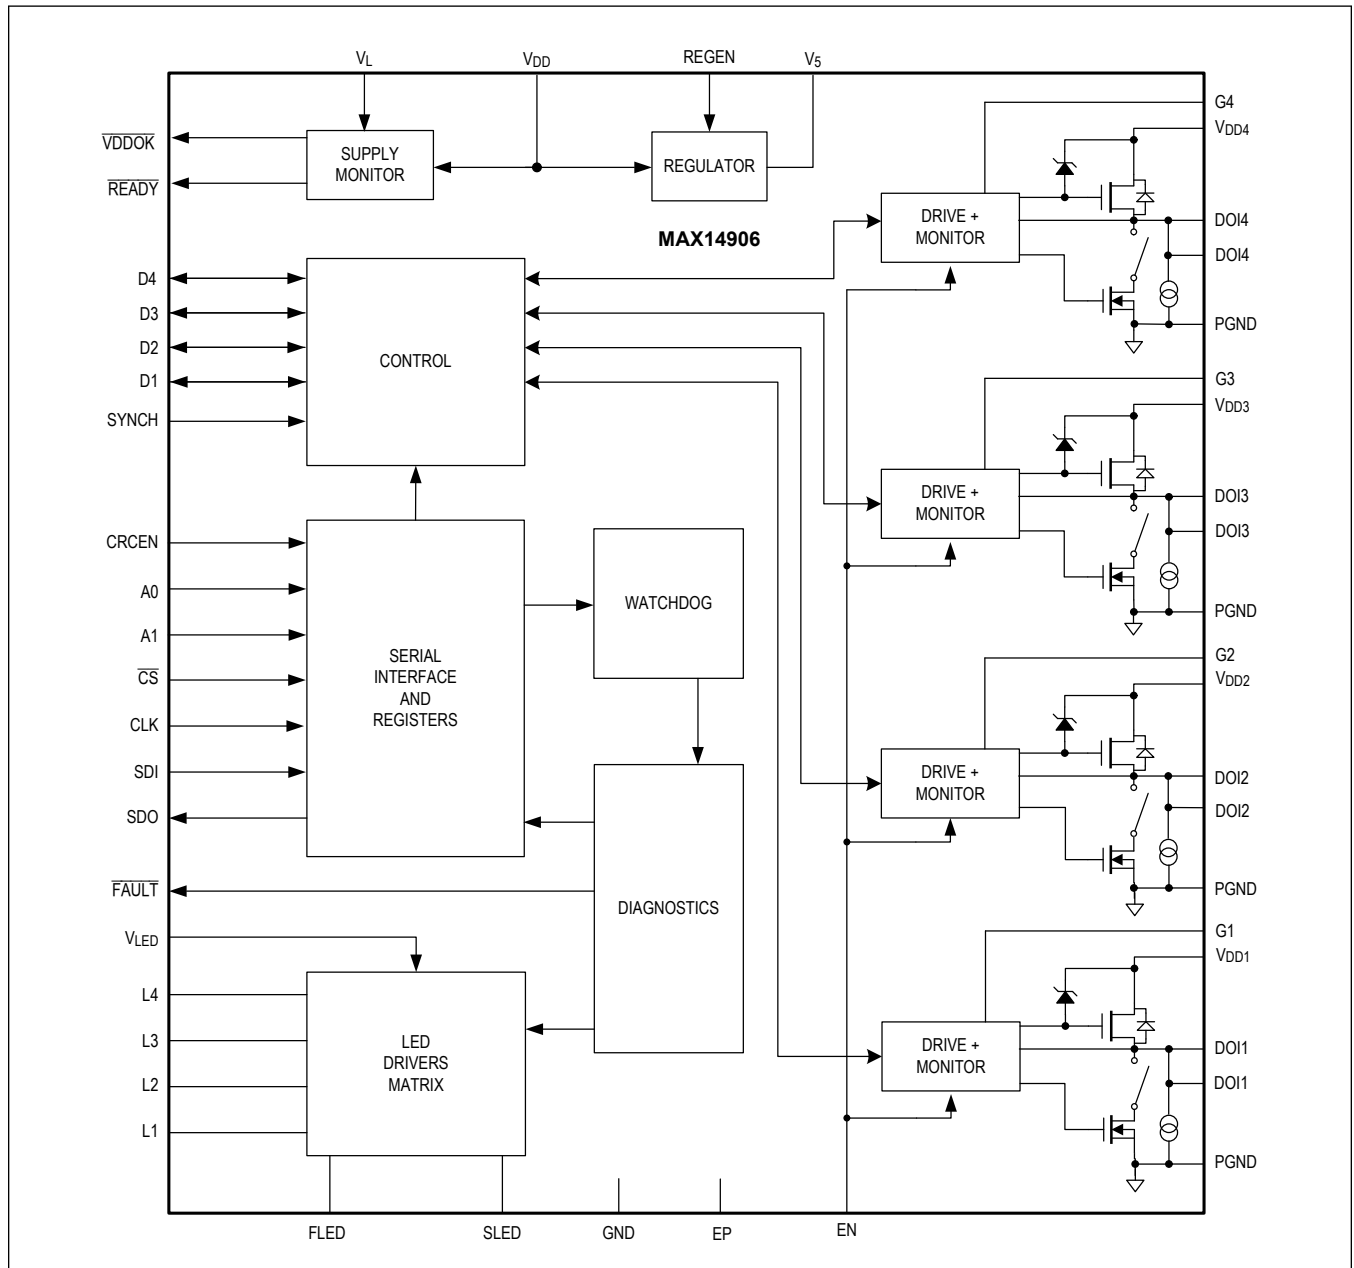 VL VDD REGEN V5
G4
VDD4
VDDOK
SUPPLY
MONITOR
REGULATOR
READY
DRIVE +
MONITOR
DOI4
MAX14906
DOI4
D4
D3
PGND
D2
CONTROL
D1
G3
VDD3
SYNCH
DRIVE +
MONITOR
DOI3
DOI3
CRCEN
A0
WATCHDOG
PGND
A1
SERIAL
INTERFACE
AND
REGISTERS
G2
CS
VDD2
CLK
SDI
DRIVE +
MONITOR
DOI2
DOI2
SDO
FAULT
PGND
DIAGNOSTICS
VLED
G1
VDD1
L4
L3
LED
DRIVERS
MATRIX
DRIVE +
MONITOR
DOI1
L2
DOI1
L1
PGND
FLED SLED GND EP EN